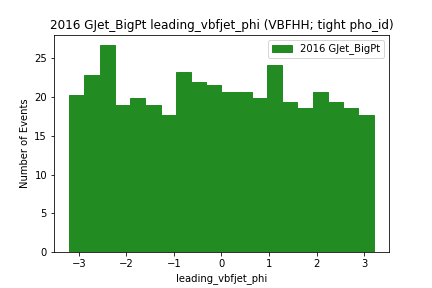 2016 GJet_BigPt leading_vbfjet_phi (VBFHH; tight pho_id)
2016 GJet_BigPt
Number of Events
25
20
15
10
5
0
−3 −2 −1 0 1 2 3
leading_vbfjet_phi